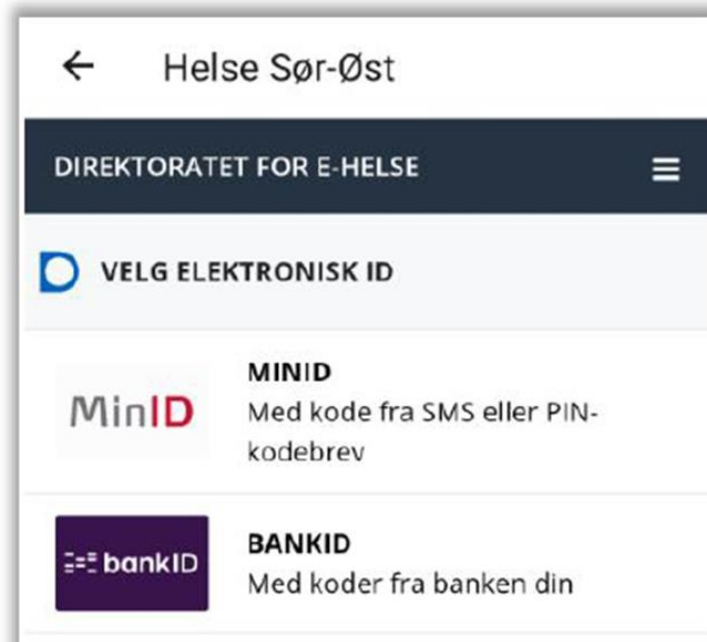 Helse Sør-Øst
DIREKTORATET FOR E-HELSE
VELG ELEKTRONISK ID
MinID
MINID
Med kode fra SMS eller PIN-
kodebrev
bankID
BANKID
Med koder fra banken din